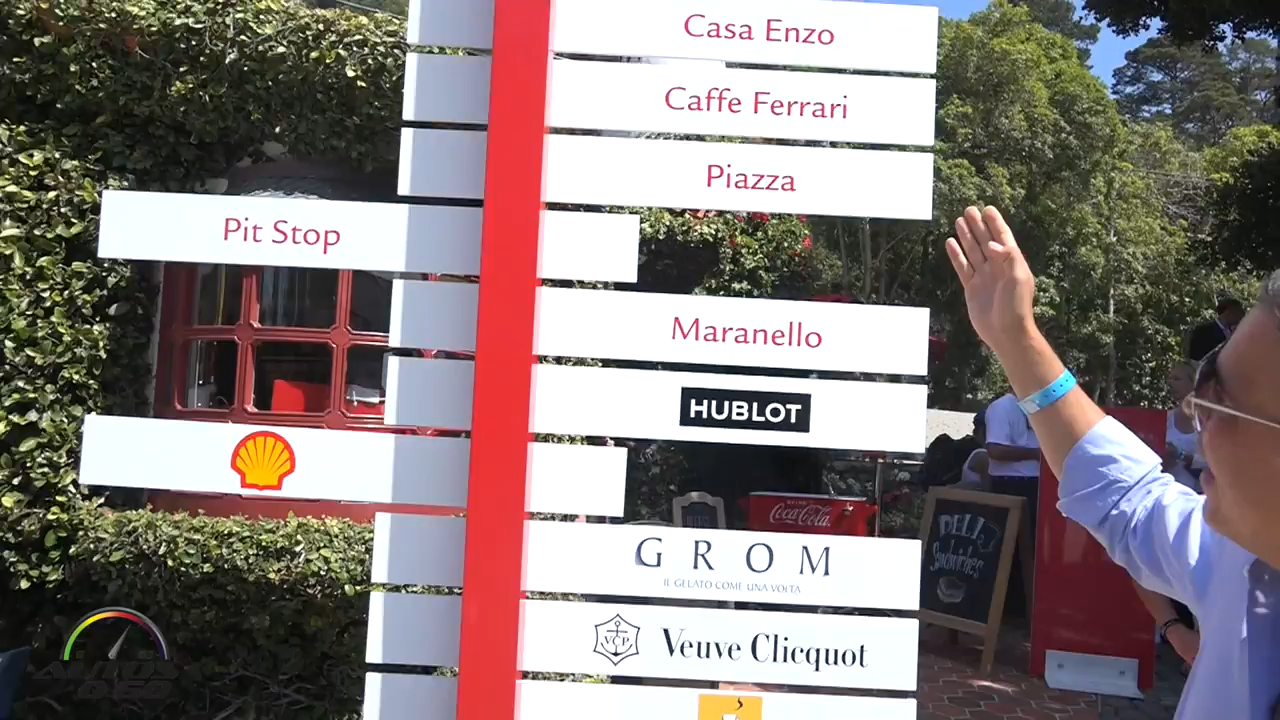 Casa Enzo
Caffe Ferrari
Piazza
Pit Stop
Maranello
HUBLOT
GROM
IL GELATO COME UNA VOLTA
VCP
Veuve Clicquot
DRINK
Coca-Cola
DELI
Sandwiches